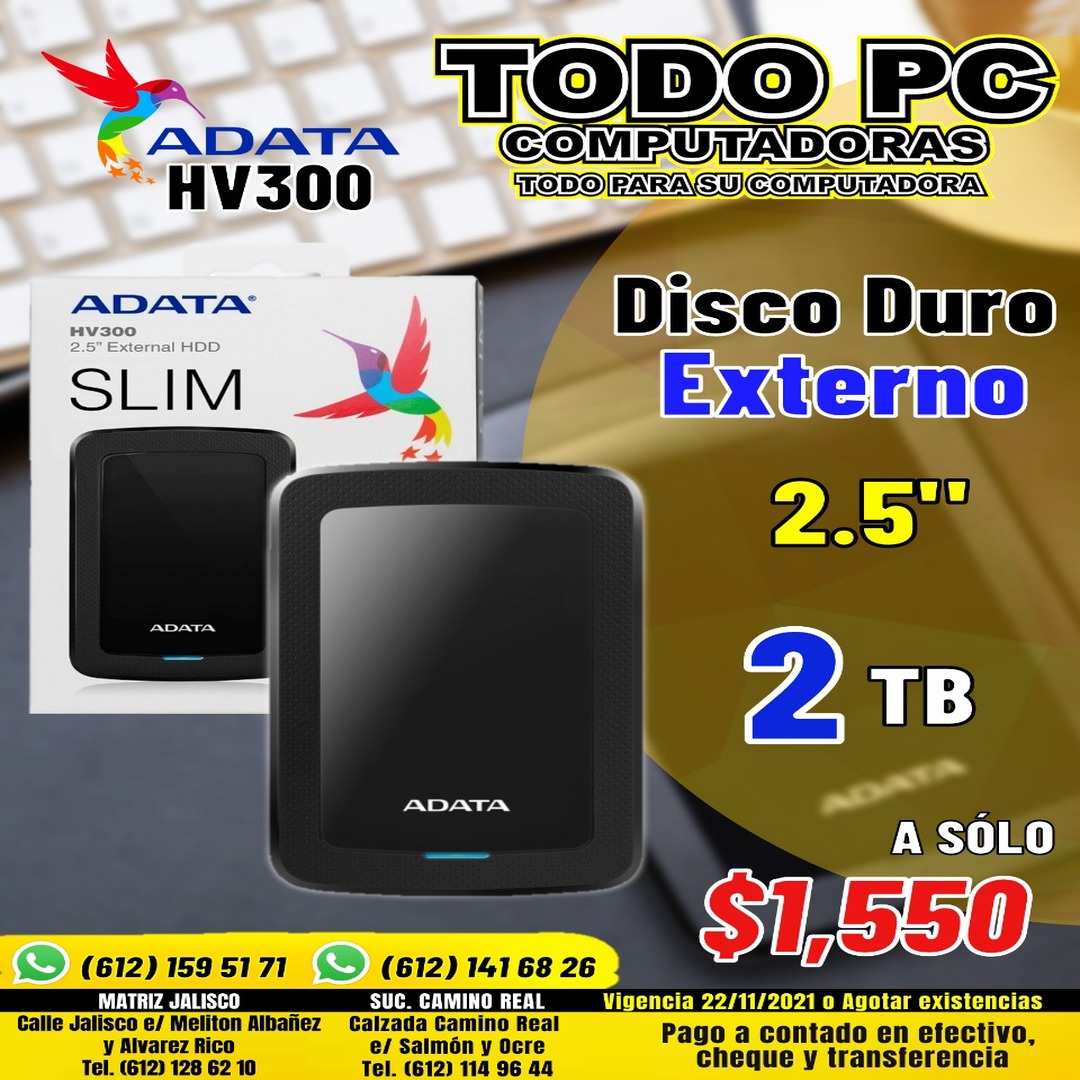 ADATA
HV300
TODO PC
COMPUTADORAS
TODO PARA SU COMPUTADORA
ADATA®
HV300
2.5" External HDD
SLIM
ADATA
ADATA
Disco Duro
Externo
2.5''
2 TB
ADATA
A SÓLO
$1,550
(612) 159 51 71
(612) 141 68 26
MATRIZ JALISCO
Calle Jalisco e/ Meliton Albañez
y Alvarez Rico
Tel. (612) 128 62 10
SUC. CAMINO REAL
Calzada Camino Real
e/ Salmón y Ocre
Tel. (612) 114 96 44
Vigencia 22/11/2021 o Agotar existencias
Pago a contado en efectivo,
cheque y transferencia